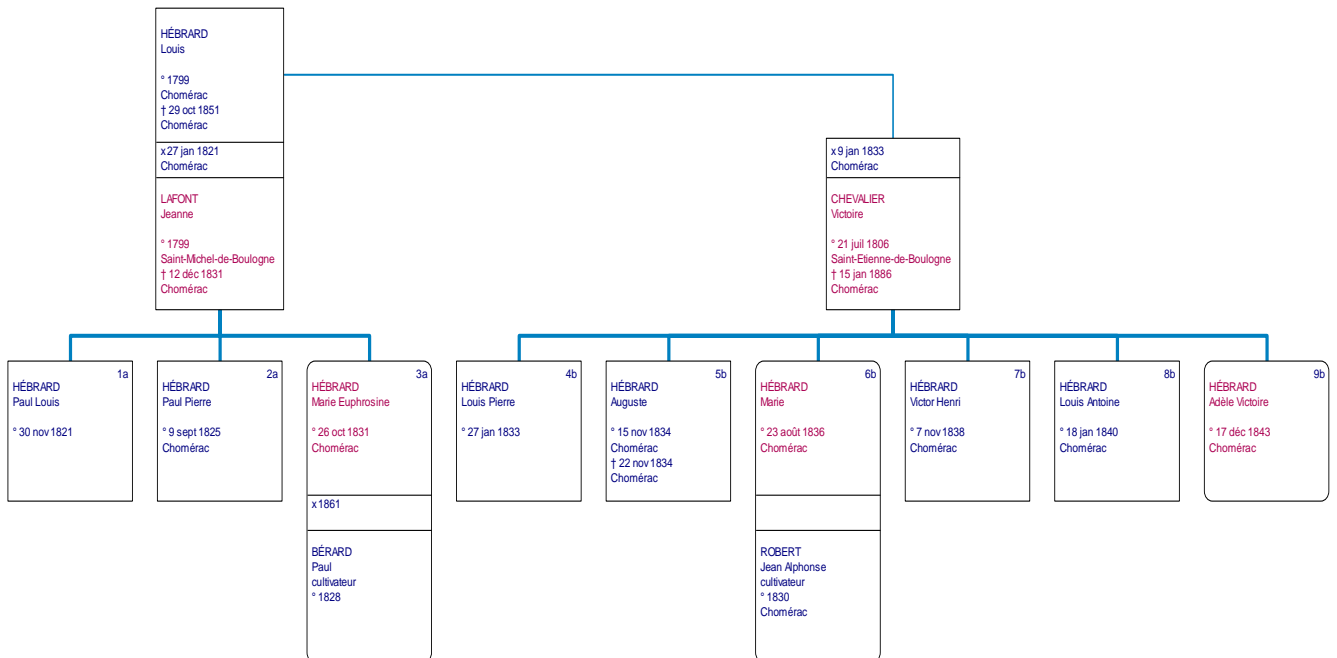 HÉBRARD
Louis
° 1799
Chomérac
† 29 oct 1851
Chomérac
x 27 jan 1821
Chomérac
LAFONT
Jeanne
° 1799
Saint-Michel-de-Boulogne
† 12 déc 1831
Chomérac
x 9 jan 1833
Chomérac
CHEVALIER
Victoire
° 21 juil 1806
Saint-Etienne-de-Boulogne
† 15 jan 1886
Chomérac
1a
HÉBRARD
Paul Louis
° 30 nov 1821
2a
HÉBRARD
Paul Pierre
° 9 sept 1825
Chomérac
3a
HÉBRARD
Marie Euphrosine
° 26 oct 1831
Chomérac
x 1861
BÉRARD
Paul
cultivateur
° 1828
4b
HÉBRARD
Louis Pierre
° 27 jan 1833
5b
HÉBRARD
Auguste
° 15 nov 1834
Chomérac
† 22 nov 1834
Chomérac
6b
HÉBRARD
Marie
° 23 août 1836
Chomérac
ROBERT
Jean Alphonse
cultivateur
° 1830
Chomérac
7b
HÉBRARD
Victor Henri
° 7 nov 1838
Chomérac
8b
HÉBRARD
Louis Antoine
° 18 jan 1840
Chomérac
9b
HÉBRARD
Adèle Victoire
° 17 déc 1843
Chomérac